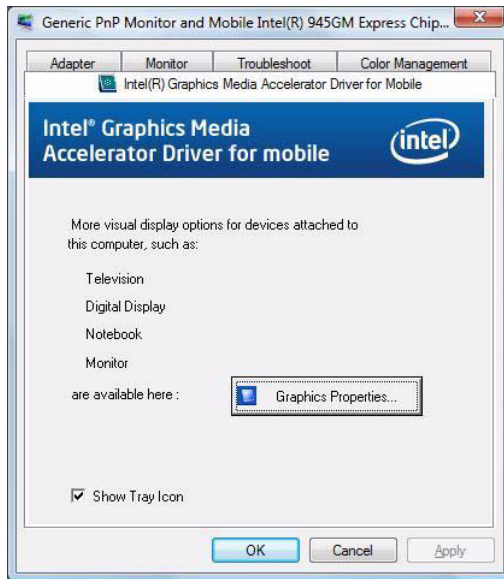 Generic PnP Monitor and Mobile Intel(R) 945GM Express Chip...
Adapter Monitor Troubleshoot Color Management
Intel(R) Graphics Media Accelerator Driver for Mobile
Intel® Graphics Media
Accelerator Driver for mobile
intel
More visual display options for devices attached to
this computer, such as:
Television
Digital Display
Notebook
Monitor
are available here :
Graphics Properties...
Show Tray Icon
OK Cancel Apply